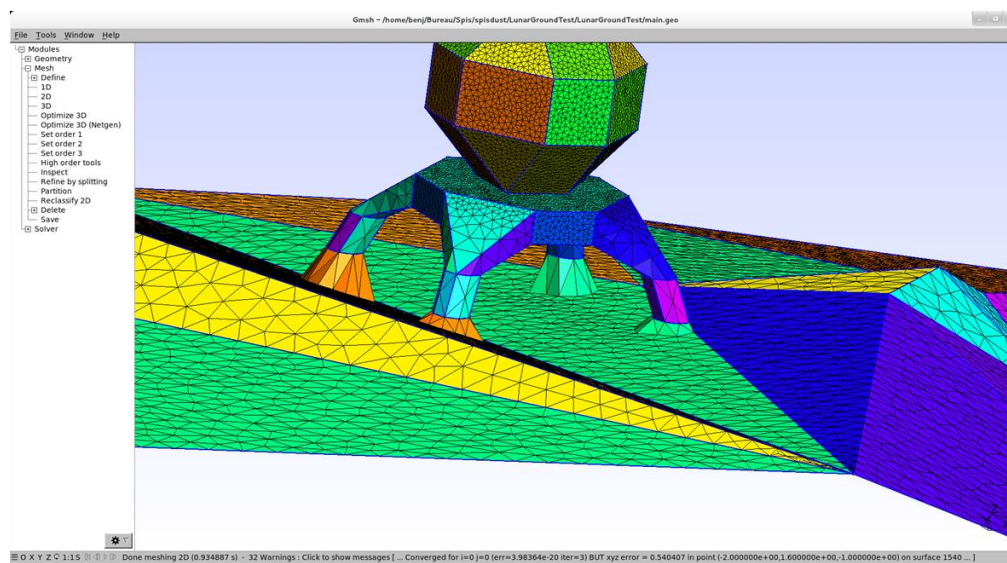 Gmsh - /home/benj/Bureau/Spis/spisdust/LunarGroundTest/LunarGroundTest/main.geo
File Tools Window Help
Modules
Geometry
Mesh
Define
1D
2D
3D
Optimize 3D
Optimize 3D (Netgen)
Set order 1
Set order 2
Set order 3
High order tools
Inspect
Refine by splitting
Partition
Reclassify 2D
Delete
Save
Solver
O X Y Z 1:1 S Done meshing 2D (0.934887 s) - 32 Warnings : Click to show messages [ ... Converged for i=0 j=0 (err=3.98364e-20 iter=3) BUT xyz error = 0.540407 in point (-2.000000e+00,1.600000e+00,-1.000000e+00) on surface 1540 ... ]